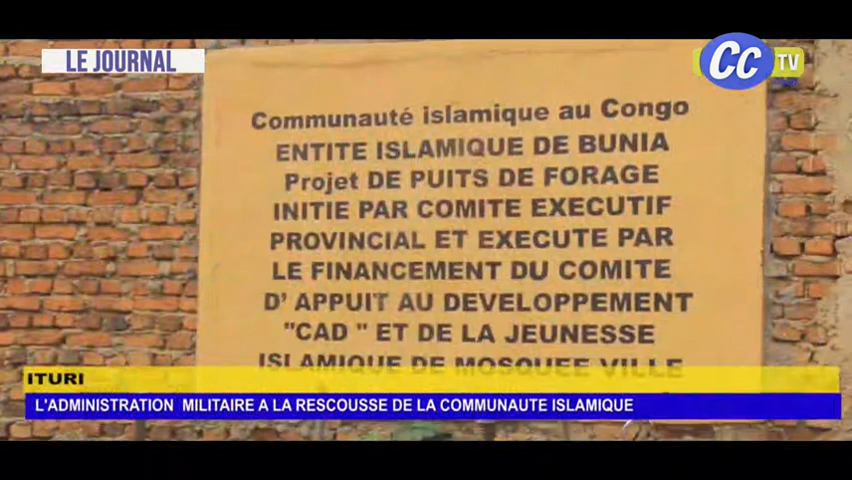 LE JOURNAL
CC TV
Communauté islamique au Congo
ENTITE ISLAMIQUE DE BUNIA
Projet DE PUITS DE FORAGE
INITIE PAR COMITE EXECUTIF
PROVINCIAL ET EXECUTE PAR
LE FINANCEMENT DU COMITE
D' APPUIT AU DEVELOPPEMENT
"CAD" ET DE LA JEUNESSE
ISLAMIQUE DE MOSQUEE VILLE
ITURI
L'ADMINISTRATION MILITAIRE A LA RESCOUSSE DE LA COMMUNAUTE ISLAMIQUE